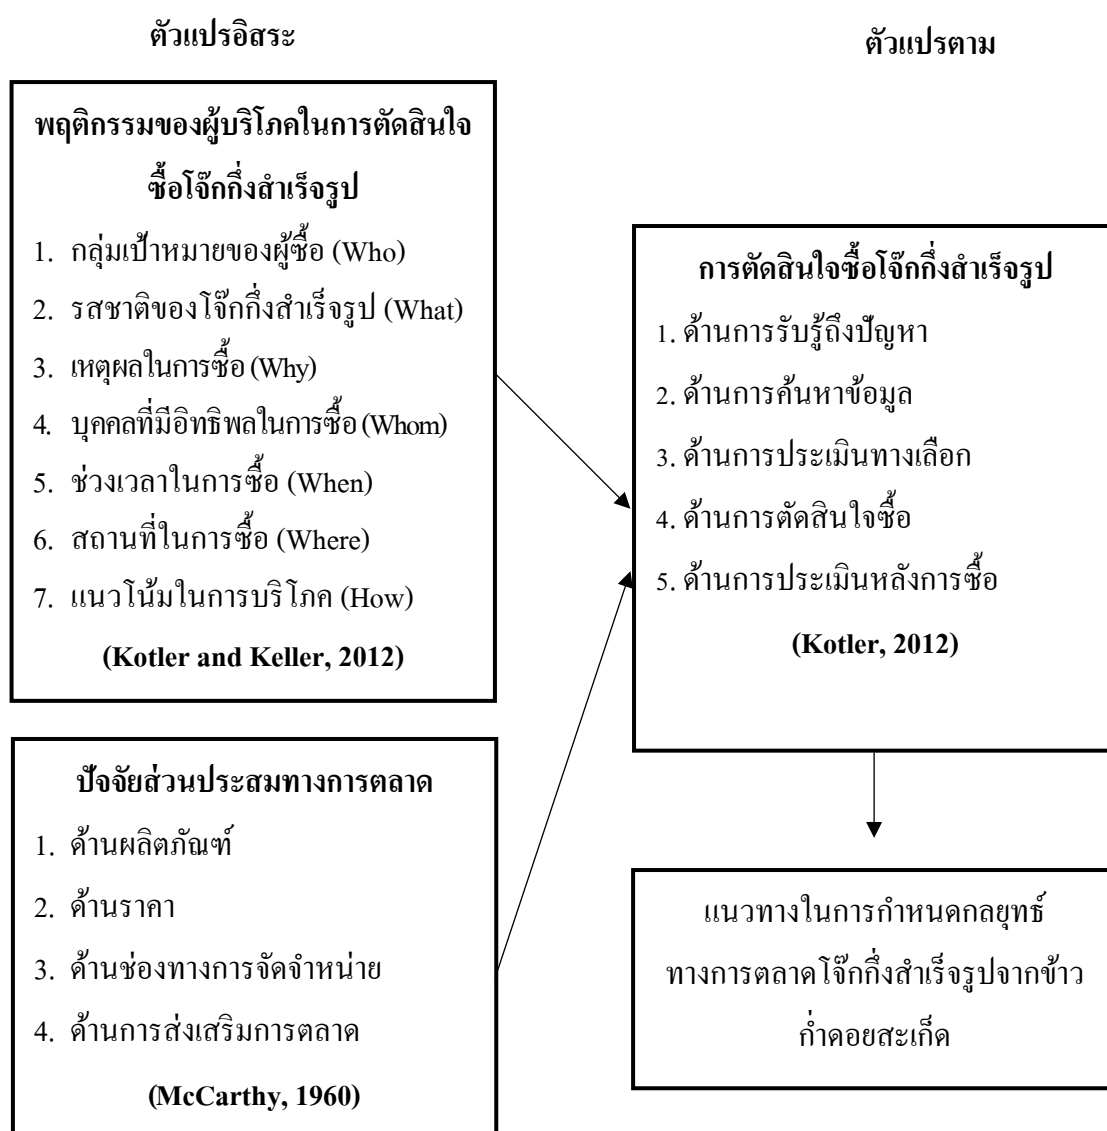 ตัวแปรอิสระ
ตัวแปรตาม
พฤติกรรมของผู้บริโภคในการตัดสินใจ
ซื้อโจ๊กกึ่งสำเร็จรูป
1. กลุ่มเป้าหมายของผู้ซื้อ (Who)
2. รสชาติของโจ๊กกึ่งสำเร็จรูป (What)
3. เหตุผลในการซื้อ (Why)
4. บุคคลที่มีอิทธิพลในการซื้อ (Whom)
5. ช่วงเวลาในการซื้อ (When)
6. สถานที่ในการซื้อ (Where)
7. แนวโน้มในการบริโภค (How)
(Kotler and Keller, 2012)
ปัจจัยส่วนประสมทางการตลาด
1. ด้านผลิตภัณฑ์
2. ด้านราคา
3. ด้านช่องทางการจัดจำหน่าย
4. ด้านการส่งเสริมการตลาด
(McCarthy, 1960)
การตัดสินใจซื้อโจ๊กกึ่งสำเร็จรูป
1. ด้านการรับรู้ถึงปัญหา
2. ด้านการค้นหาข้อมูล
3. ด้านการประเมินทางเลือก
4. ด้านการตัดสินใจซื้อ
5. ด้านการประเมินหลังการซื้อ
(Kotler, 2012)
แนวทางในการกำหนดกลยุทธ์
ทางการตลาดโจ๊กกึ่งสำเร็จรูปจากข้าว
ก่ำดอยสะเก็ด